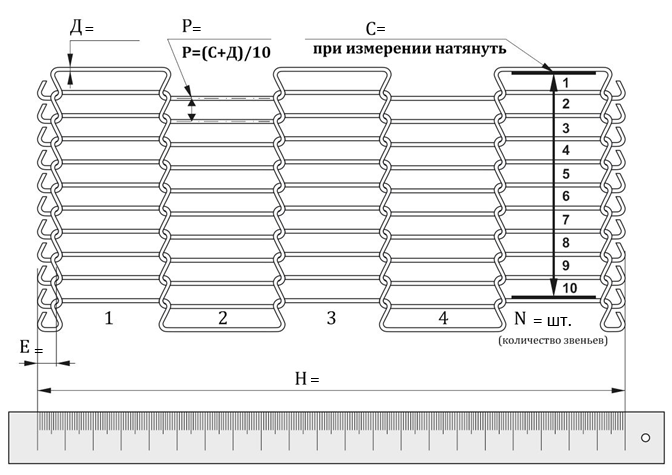 Д= Р= С=
Р=(С+Д)/10 при измерении натянуть
1
2
3
4
5
6
7
8
9
10
1 2 3 4 N = шт.
(количество звеньев)
Е =
Н =